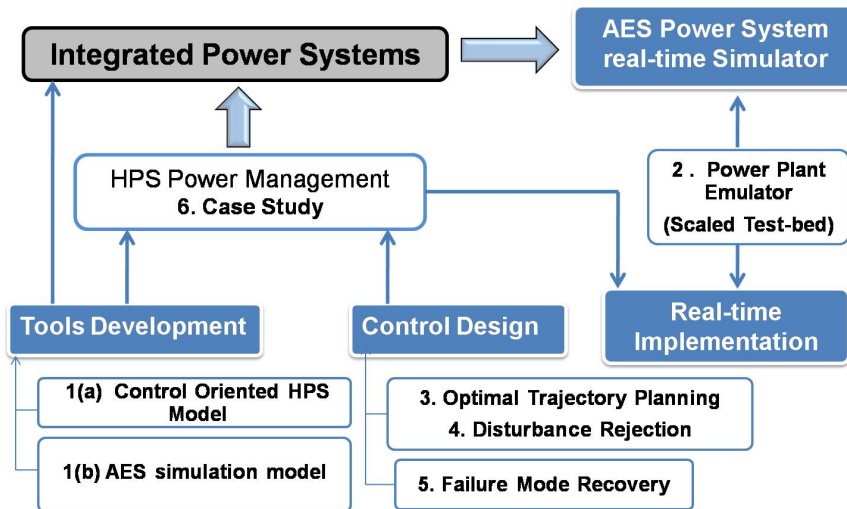 Integrated Power Systems
AES Power System
real-time Simulator
HPS Power Management
6. Case Study
2 . Power Plant
Emulator
(Scaled Test-bed)
Tools Development
Control Design
Real-time
Implementation
1(a) Control Oriented HPS
Model
3. Optimal Trajectory Planning
4. Disturbance Rejection
1(b) AES simulation model
5. Failure Mode Recovery